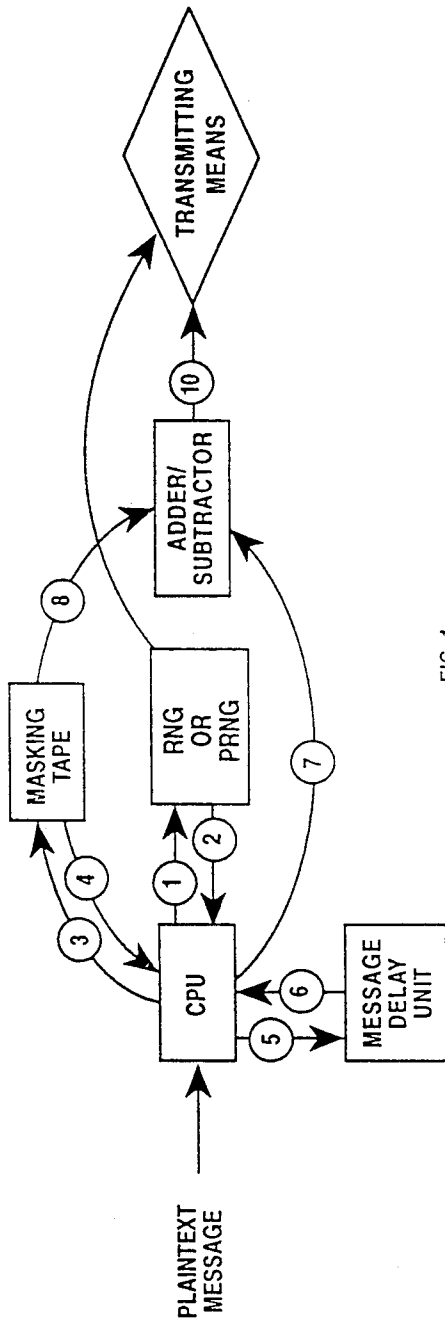 PLAINTEXT
MESSAGE
CPU
MESSAGE
DELAY
UNIT
MASKING
TAPE
RNG
OR
PRNG
ADDER/
SUBTRACTOR
TRANSMITTING
MEANS
1
2
3
4
5
6
7
8
10